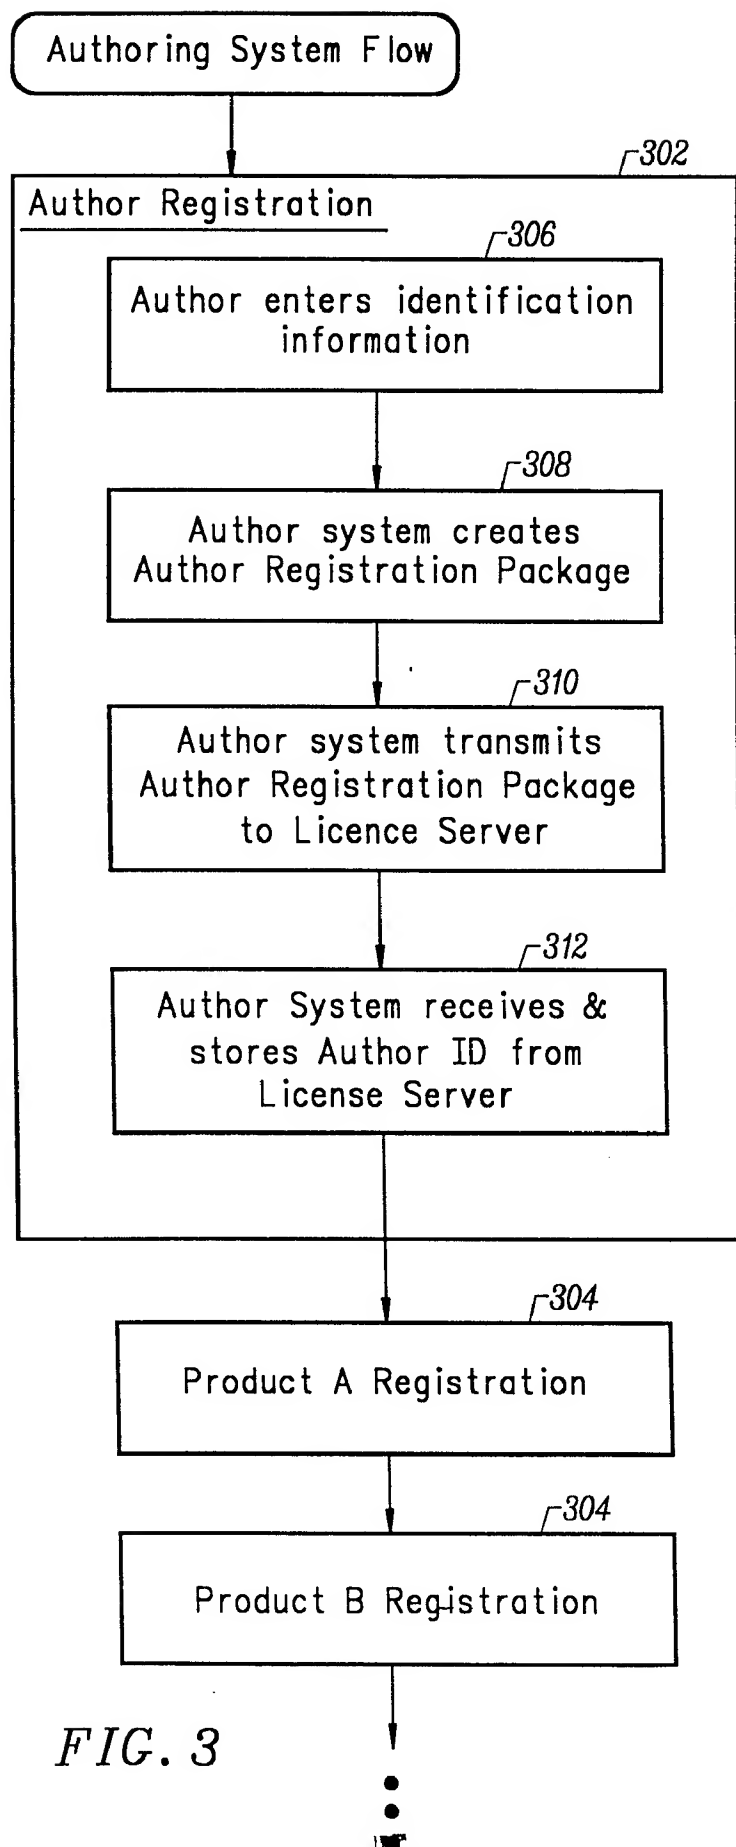 Authoring System Flow
302
Author Registration
306
Author enters identification
information
308
Author system creates
Author Registration Package
310
Author system transmits
Author Registration Package
to Licence Server
312
Author System receives &
stores Author ID from
License Server
304
Product A Registration
304
Product B Registration
FIG. 3